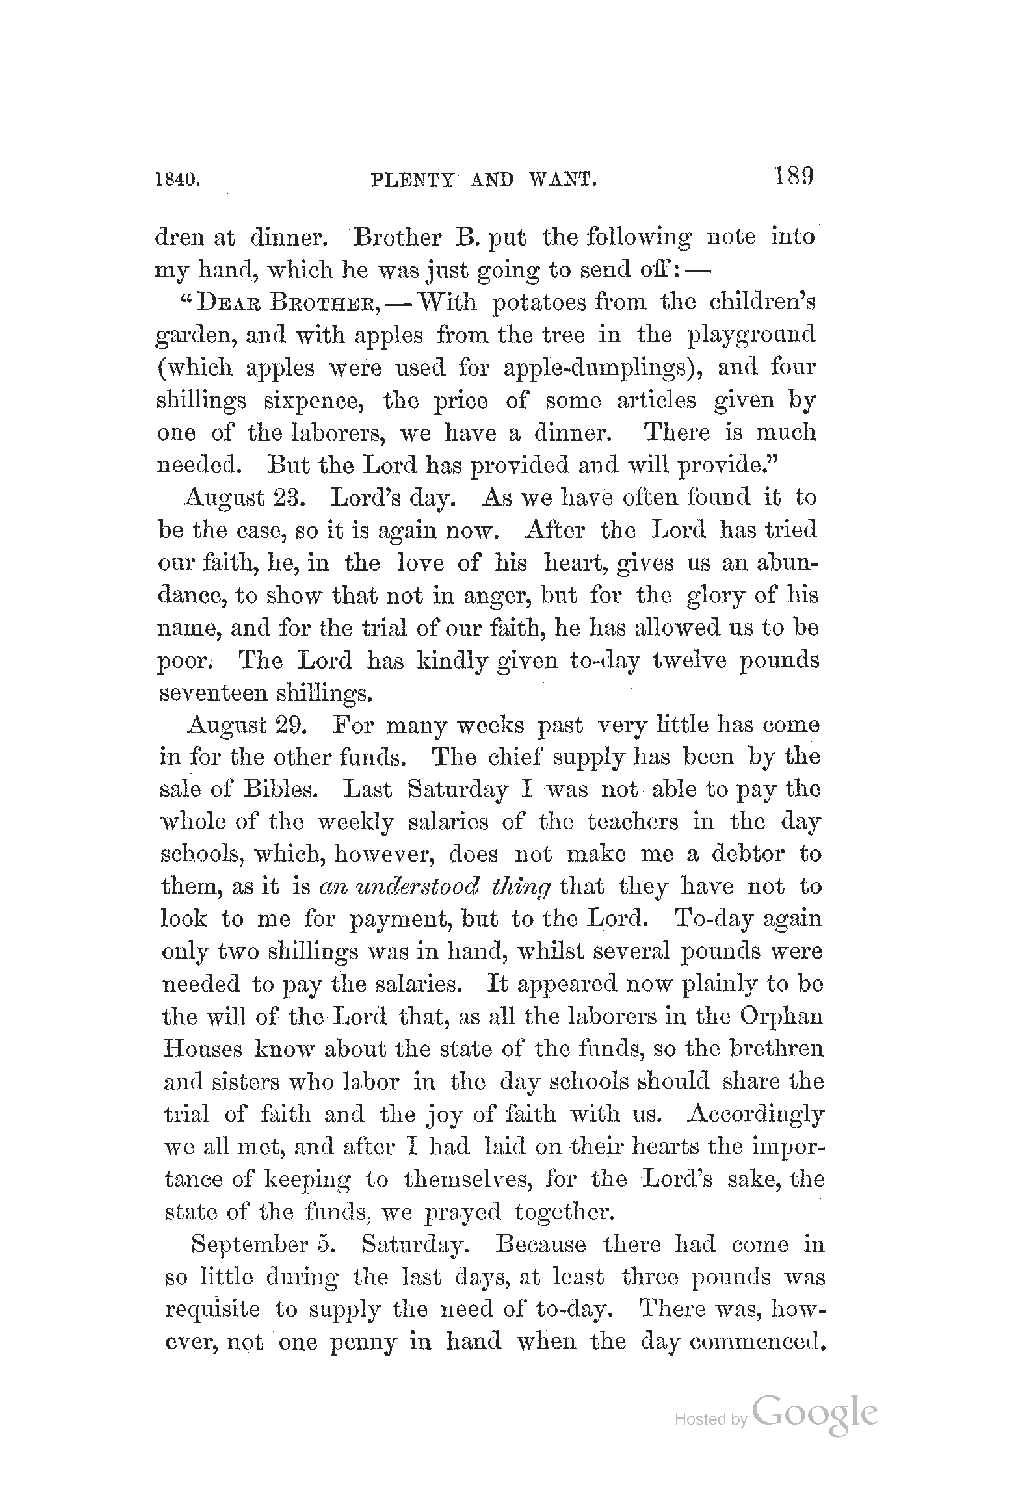 1840. PLENTY AND WANT. 189
dren at dinner. Brother B. put the following note into
my hand, which he was just going to send off:—
“DEAR BROTHER,—With potatoes from the children’s
garden, and with apples from the tree in the playground
(which apples were used for apple-dumplings), and four
shillings sixpence, the price of some articles given by
one of the laborers, we have a dinner. There is much
needed. But the Lord has provided and will provide.”
August 23. Lord’s day. As we have often found it to
be the case, so it is again now. After the Lord has tried
our faith, he, in the love of his heart, gives us an abun-
dance, to show that not in anger, but for the glory of his
name, and for the trial of our faith, he has allowed us to be
poor. The Lord has kindly given to-day twelve pounds
seventeen shillings.
August 29. For many weeks past very little has come
in for the other funds. The chief supply has been by the
sale of Bibles. Last Saturday I was not able to pay the
whole of the weekly salaries of the teachers in the day
schools, which, however, does not make me a debtor to
them, as it is an understood thing that they have not to
look to me for payment, but to the Lord. To-day again
only two shillings was in hand, whilst several pounds were
needed to pay the salaries. It appeared now plainly to be
the will of the Lord that, as all the laborers in the Orphan
Houses know about the state of the funds, so the brethren
and sisters who labor in the day schools should share the
trial of faith and the joy of faith with us. Accordingly
we all met, and after I had laid on their hearts the impor-
tance of keeping to themselves, for the Lord’s sake, the
state of the funds, we prayed together.
September 5. Saturday. Because there had come in
so little during the last days, at least three pounds was
requisite to supply the need of to-day. There was, how-
ever, not one penny in hand when the day commenced.
Hosted by Google